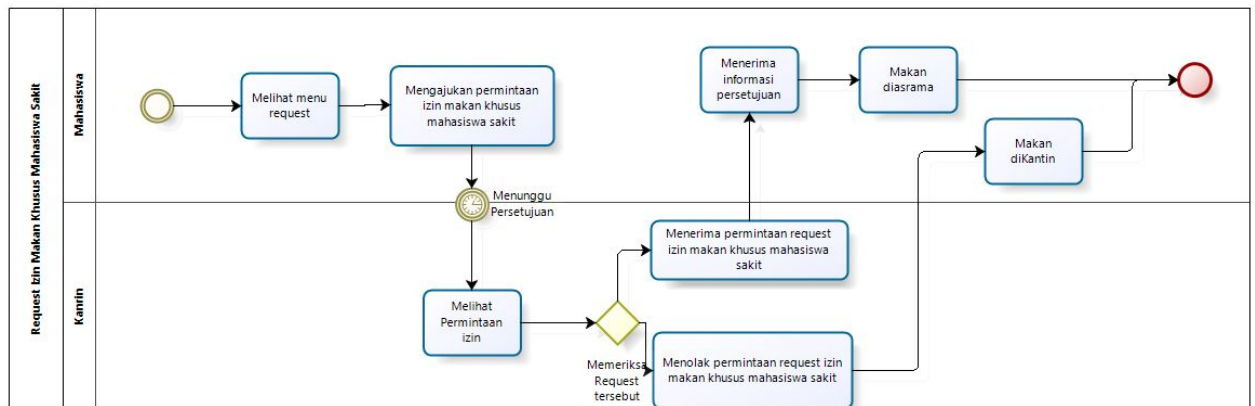 Request Izin Makan Khusus Mahasiswa Sakit
Mahasiswa
Melihat menu
request
Mengajukan permintaan
izin makan khusus
mahasiswa sakit
Menunggu
Persetujuan
Menerima
informasi
persetujuan
Makan
diasrama
Makan
diKantin
Kanrin
Melihat
Permintaan
izin
Memeriksa
Request
tersebut
Menerima permintaan request
izin makan khusus mahasiswa
sakit
Menolak permintaan request izin
makan khusus mahasiswa sakit